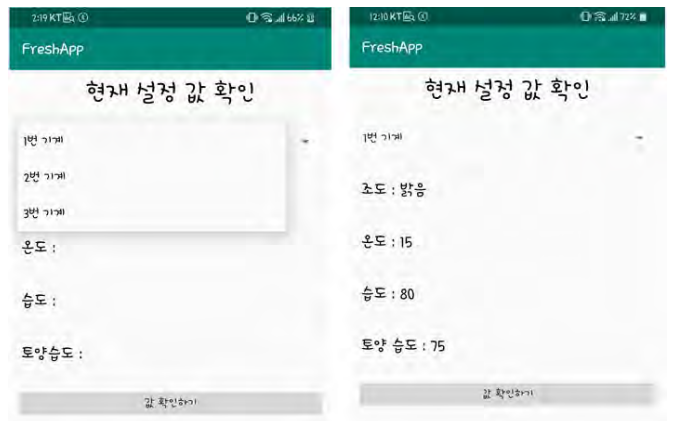 2:19 KT
66%
FreshApp
현재 설정 값 확인
1번 기계
2번 기계
3번 기계
온도 :
습도 :
토양습도 :
값 확인하기
12:10 KT
72%
FreshApp
현재 설정 값 확인
1번 기계
조도 : 밝음
온도 : 15
습도 : 80
토양 습도 : 75
값 확인하기